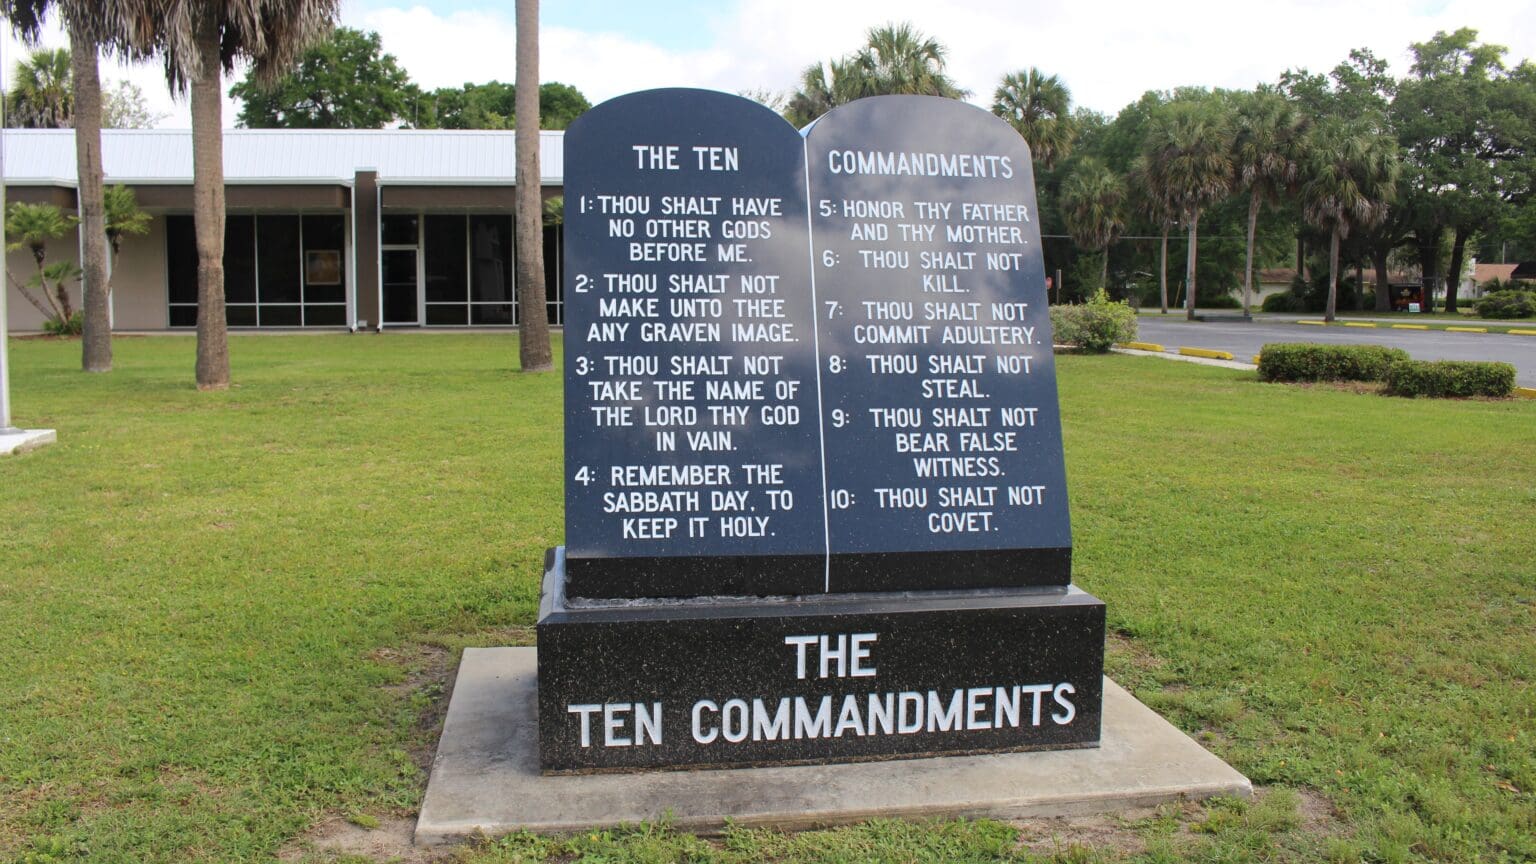 THE TEN
1: THOU SHALT HAVE
NO OTHER GODS
BEFORE ME.
2: THOU SHALT NOT
MAKE UNTO THEE
ANY GRAVEN IMAGE.
3: THOU SHALT NOT
TAKE THE NAME OF
THE LORD THY GOD
IN VAIN.
4: REMEMBER THE
SABBATH DAY, TO
KEEP IT HOLY.
COMMANDMENTS
5: HONOR THY FATHER
AND THY MOTHER.
6: THOU SHALT NOT
KILL.
7: THOU SHALT NOT
COMMIT ADULTERY.
8: THOU SHALT NOT
STEAL.
9: THOU SHALT NOT
BEAR FALSE
WITNESS.
10: THOU SHALT NOT
COVET.
THE
TEN COMMANDMENTS